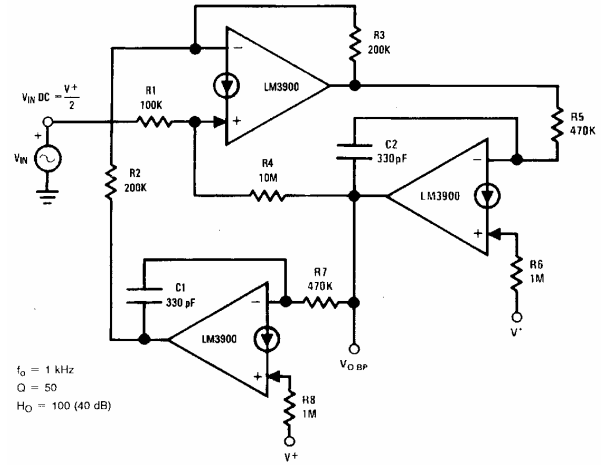 R3
200K
−
LM3900
+
V_IN DC = V+/2
R1
100K
+
V_IN
R2
200K
R4
10M
C2
330pF
R5
470K
−
LM3900
+
R6
1M
V+
C1
330 pF
R7
470K
−
LM3900
+
R8
1M
V+
V_O BP
f_o = 1 kHz
Q = 50
H_O = 100 (40 dB)